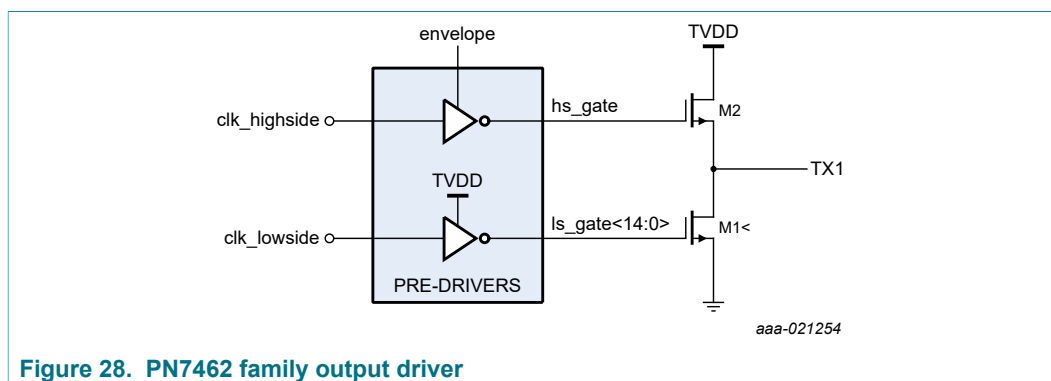 envelope
TVDD
clk_highside
hs_gate
M2
TX1
TVDD
clk_lowside
ls_gate<14:0>
M1<
PRE-DRIVERS
aaa-021254
Figure 28. PN7462 family output driver